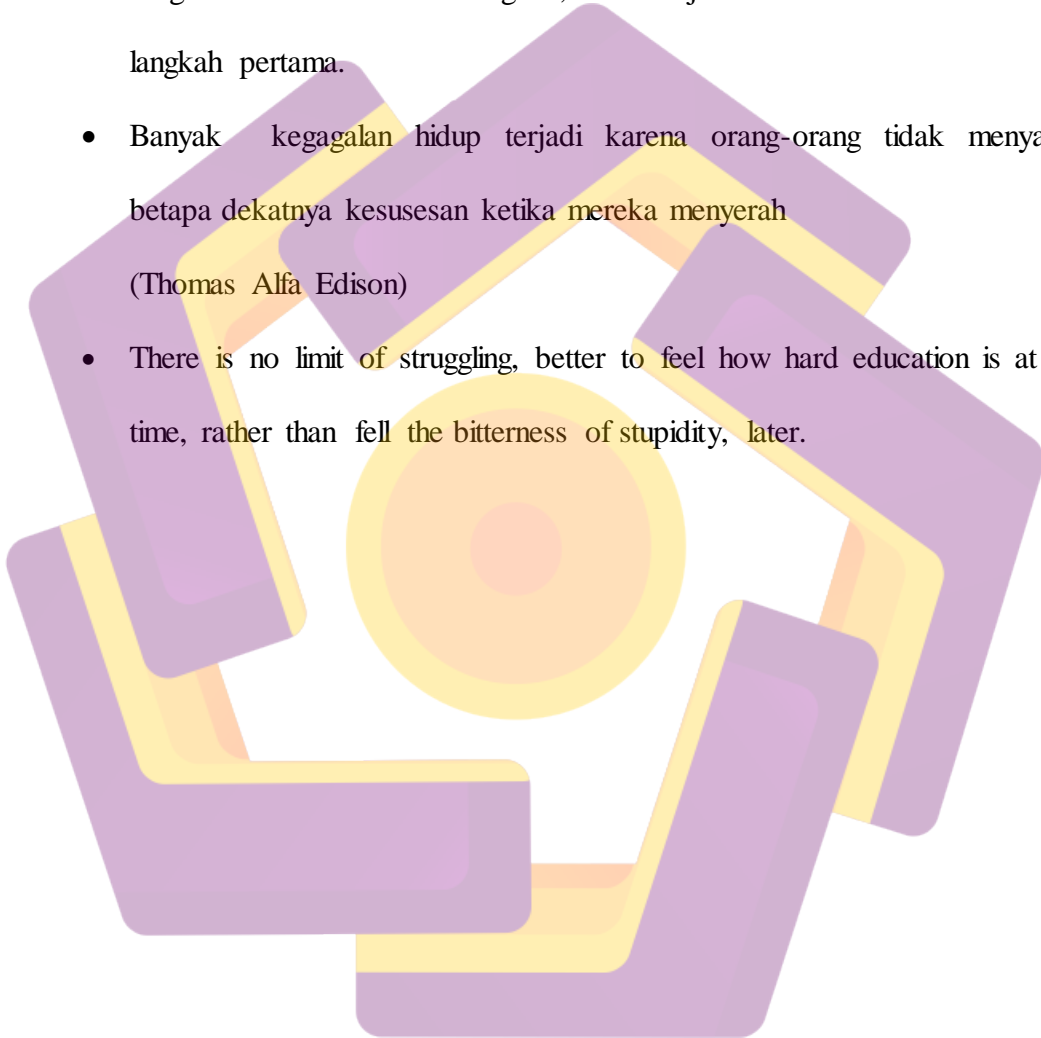 langkah pertama.
• Banyak kegagalan hidup terjadi karena orang-orang tidak
betapa dekatnya kesusesan ketika mereka menyerah
(Thomas Alfa Edison)
• There is no limit of struggling, better to feel how hard education is at
time, rather than fell the bitterness of stupidity, later.